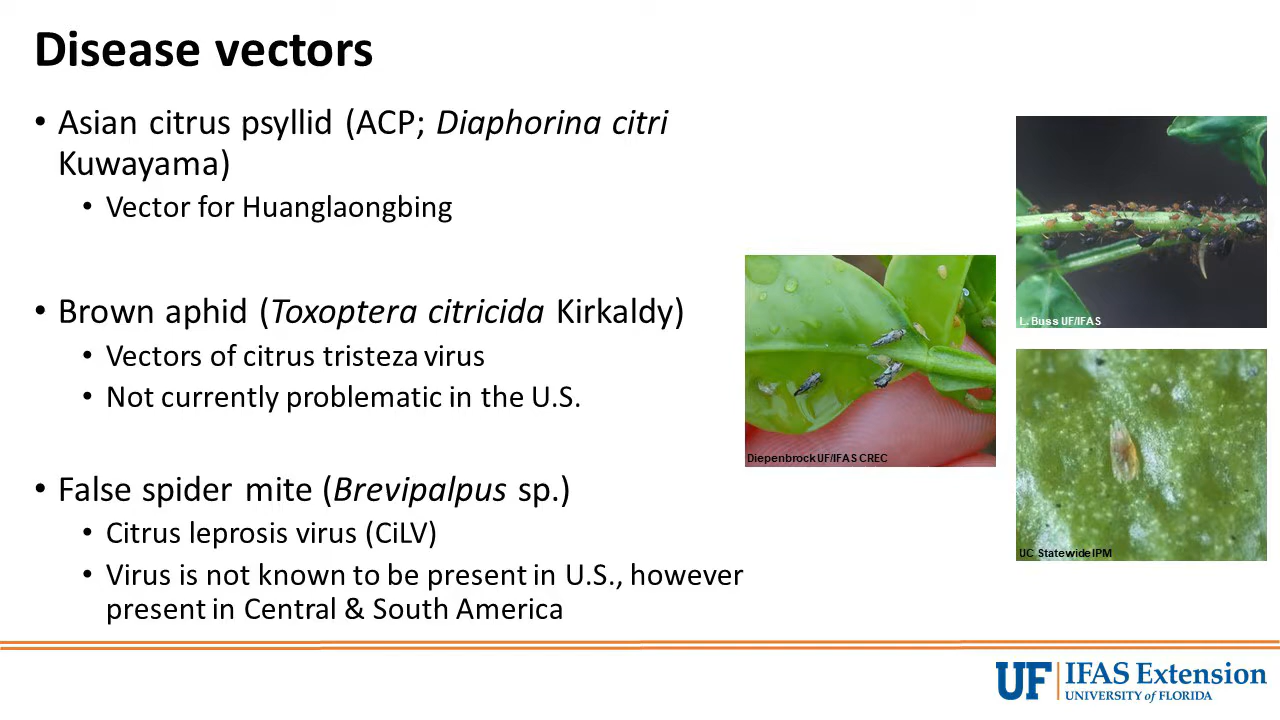 Disease vectors
• Asian citrus psyllid (ACP; Diaphorina citri
Kuwayama)
• Vector for Huanglaongbing
• Brown aphid (Toxoptera citricida Kirkaldy)
• Vectors of citrus tristeza virus
• Not currently problematic in the U.S.
• False spider mite (Brevipalpus sp.)
• Citrus leprosis virus (CiLV)
• Virus is not known to be present in U.S., however
present in Central & South America
L. Buss UF/IFAS
Diepenbrock UF/IFAS CREC
UC Statewide IPM
UF IFAS Extension
UNIVERSITY of FLORIDA